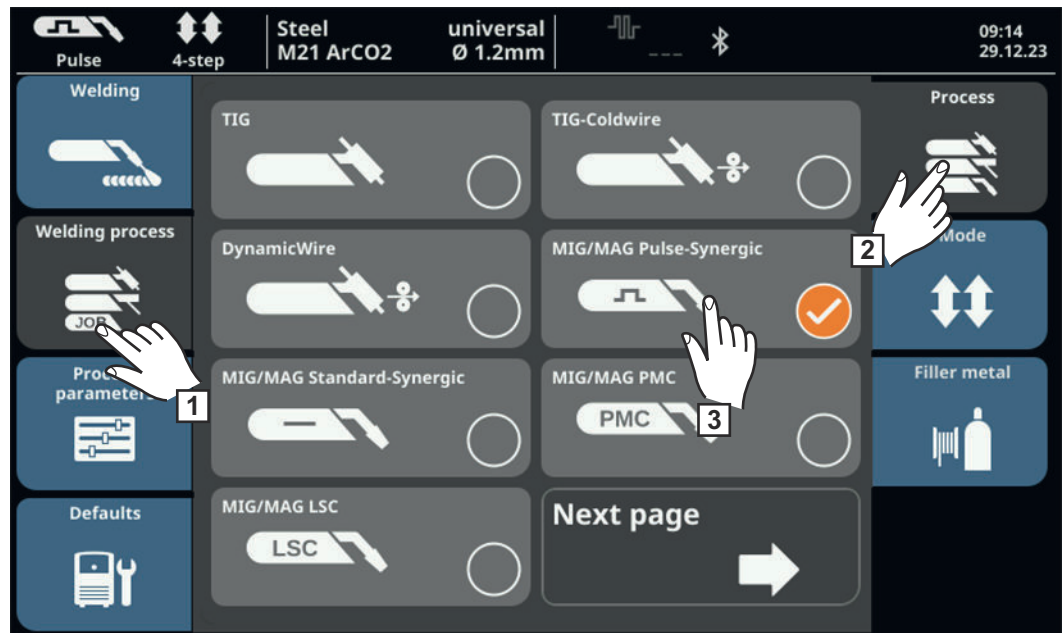 Pulse
4-step
Steel
M21 ArCO2
universal
Ø 1.2mm
---
09:14
29.12.23
Welding
Welding process
JOB
1
parameters
Defaults
TIG
TIG-Coldwire
DynamicWire
MIG/MAG Pulse-Synergic
3
MIG/MAG Standard-Synergic
MIG/MAG PMC
PMC
MIG/MAG LSC
LSC
Next page
Process
2
Mode
Filler metal